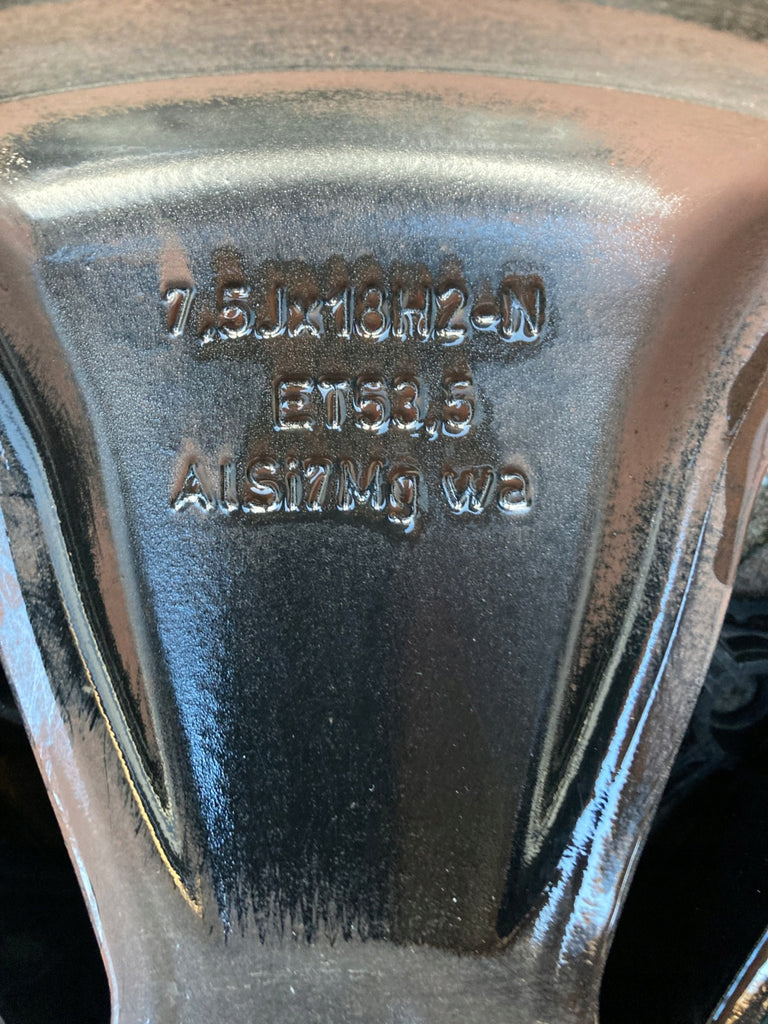 7,5Jx18H2-N
ET53,5
AlSi7Mg wa